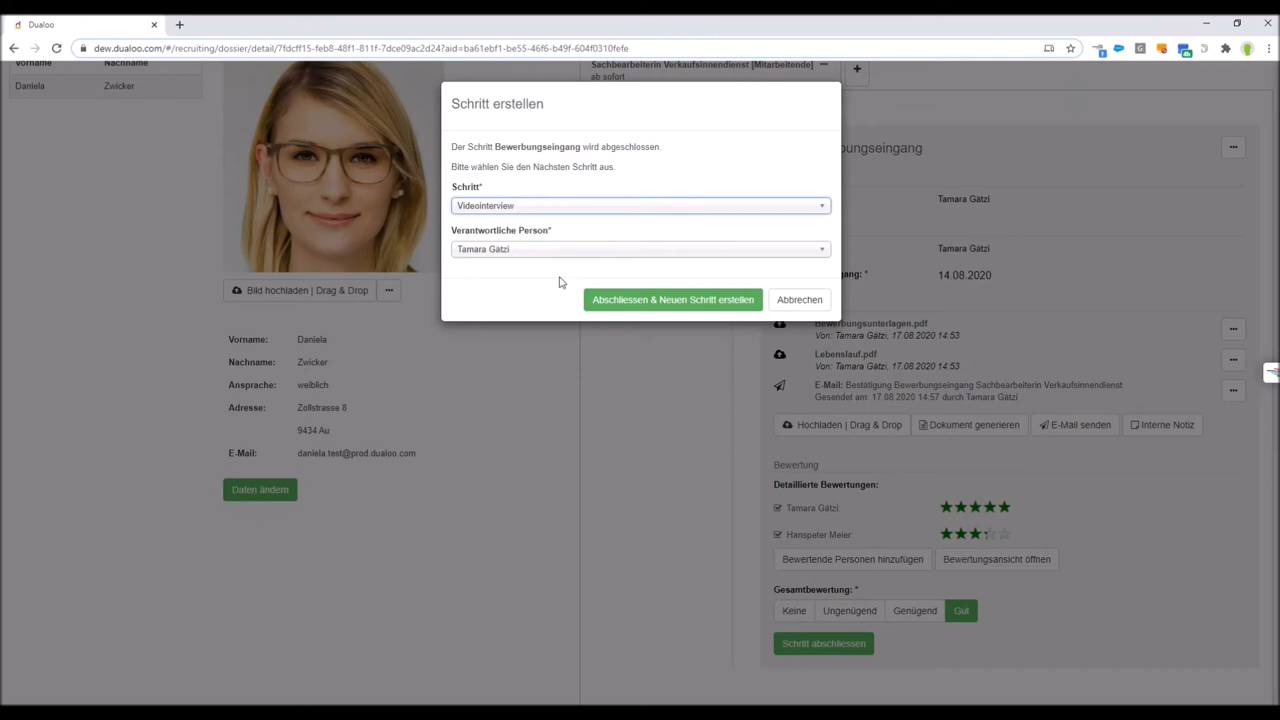 Dualoo
dew.dualoo.com/#/recruiting/dossier/detail/7fdcff15-feb8-48f1-811f-7dce09ac2d24?aid=ba61ebf1-be55-46f6-b49f-604f0310fefe
Vorname Nachname
Daniela Zwicker
Sachbearbeiterin Verkaufsinnendienst [Mitarbeitende]
ab sofort
Schritt erstellen
Der Schritt Bewerbungseingang wird abgeschlossen.
Bitte wählen Sie den Nächsten Schritt aus.
Schritt*
Videointerview
Verantwortliche Person*
Tamara Gätzi
Abschliessen & Neuen Schritt erstellen
Abbrechen
Bild hochladen | Drag & Drop
Vorname: Daniela
Nachname: Zwicker
Ansprache: weiblich
Adresse: Zollstrasse 8
9434 Au
E-Mail: daniela.test@prod.dualoo.com
Daten ändern
bungseingang
Tamara Gätzi
Tamara Gätzi
gang: * 14.08.2020
Bewerbungsunterlagen.pdf
Von: Tamara Gätzi, 17.08.2020 14:53
Lebenslauf.pdf
Von: Tamara Gätzi, 17.08.2020 14:53
E-Mail: Bestätigung Bewerbungseingang Sachbearbeiterin Verkaufsinnendienst
Gesendet am: 17.08.2020 14:57 durch Tamara Gätzi
Hochladen | Drag & Drop Dokument generieren E-Mail senden Interne Notiz
Bewertung
Detaillierte Bewertungen:
Tamara Gätzi:
Hanspeter Meier:
Bewertende Personen hinzufügen Bewertungsansicht öffnen
Gesamtbewertung: *
Keine Ungenügend Genügend Gut
Schritt abschliessen